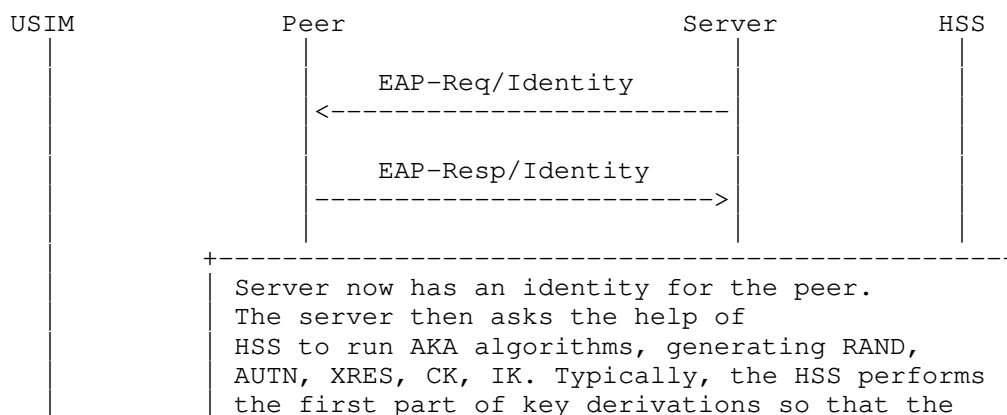 USIM Peer Server HSS
EAP-Req/Identity
EAP-Resp/Identity
Server now has an identity for the peer.
The server then asks the help of
HSS to run AKA algorithms, generating RAND,
AUTN, XRES, CK, IK. Typically, the HSS performs
the first part of key derivations so that the